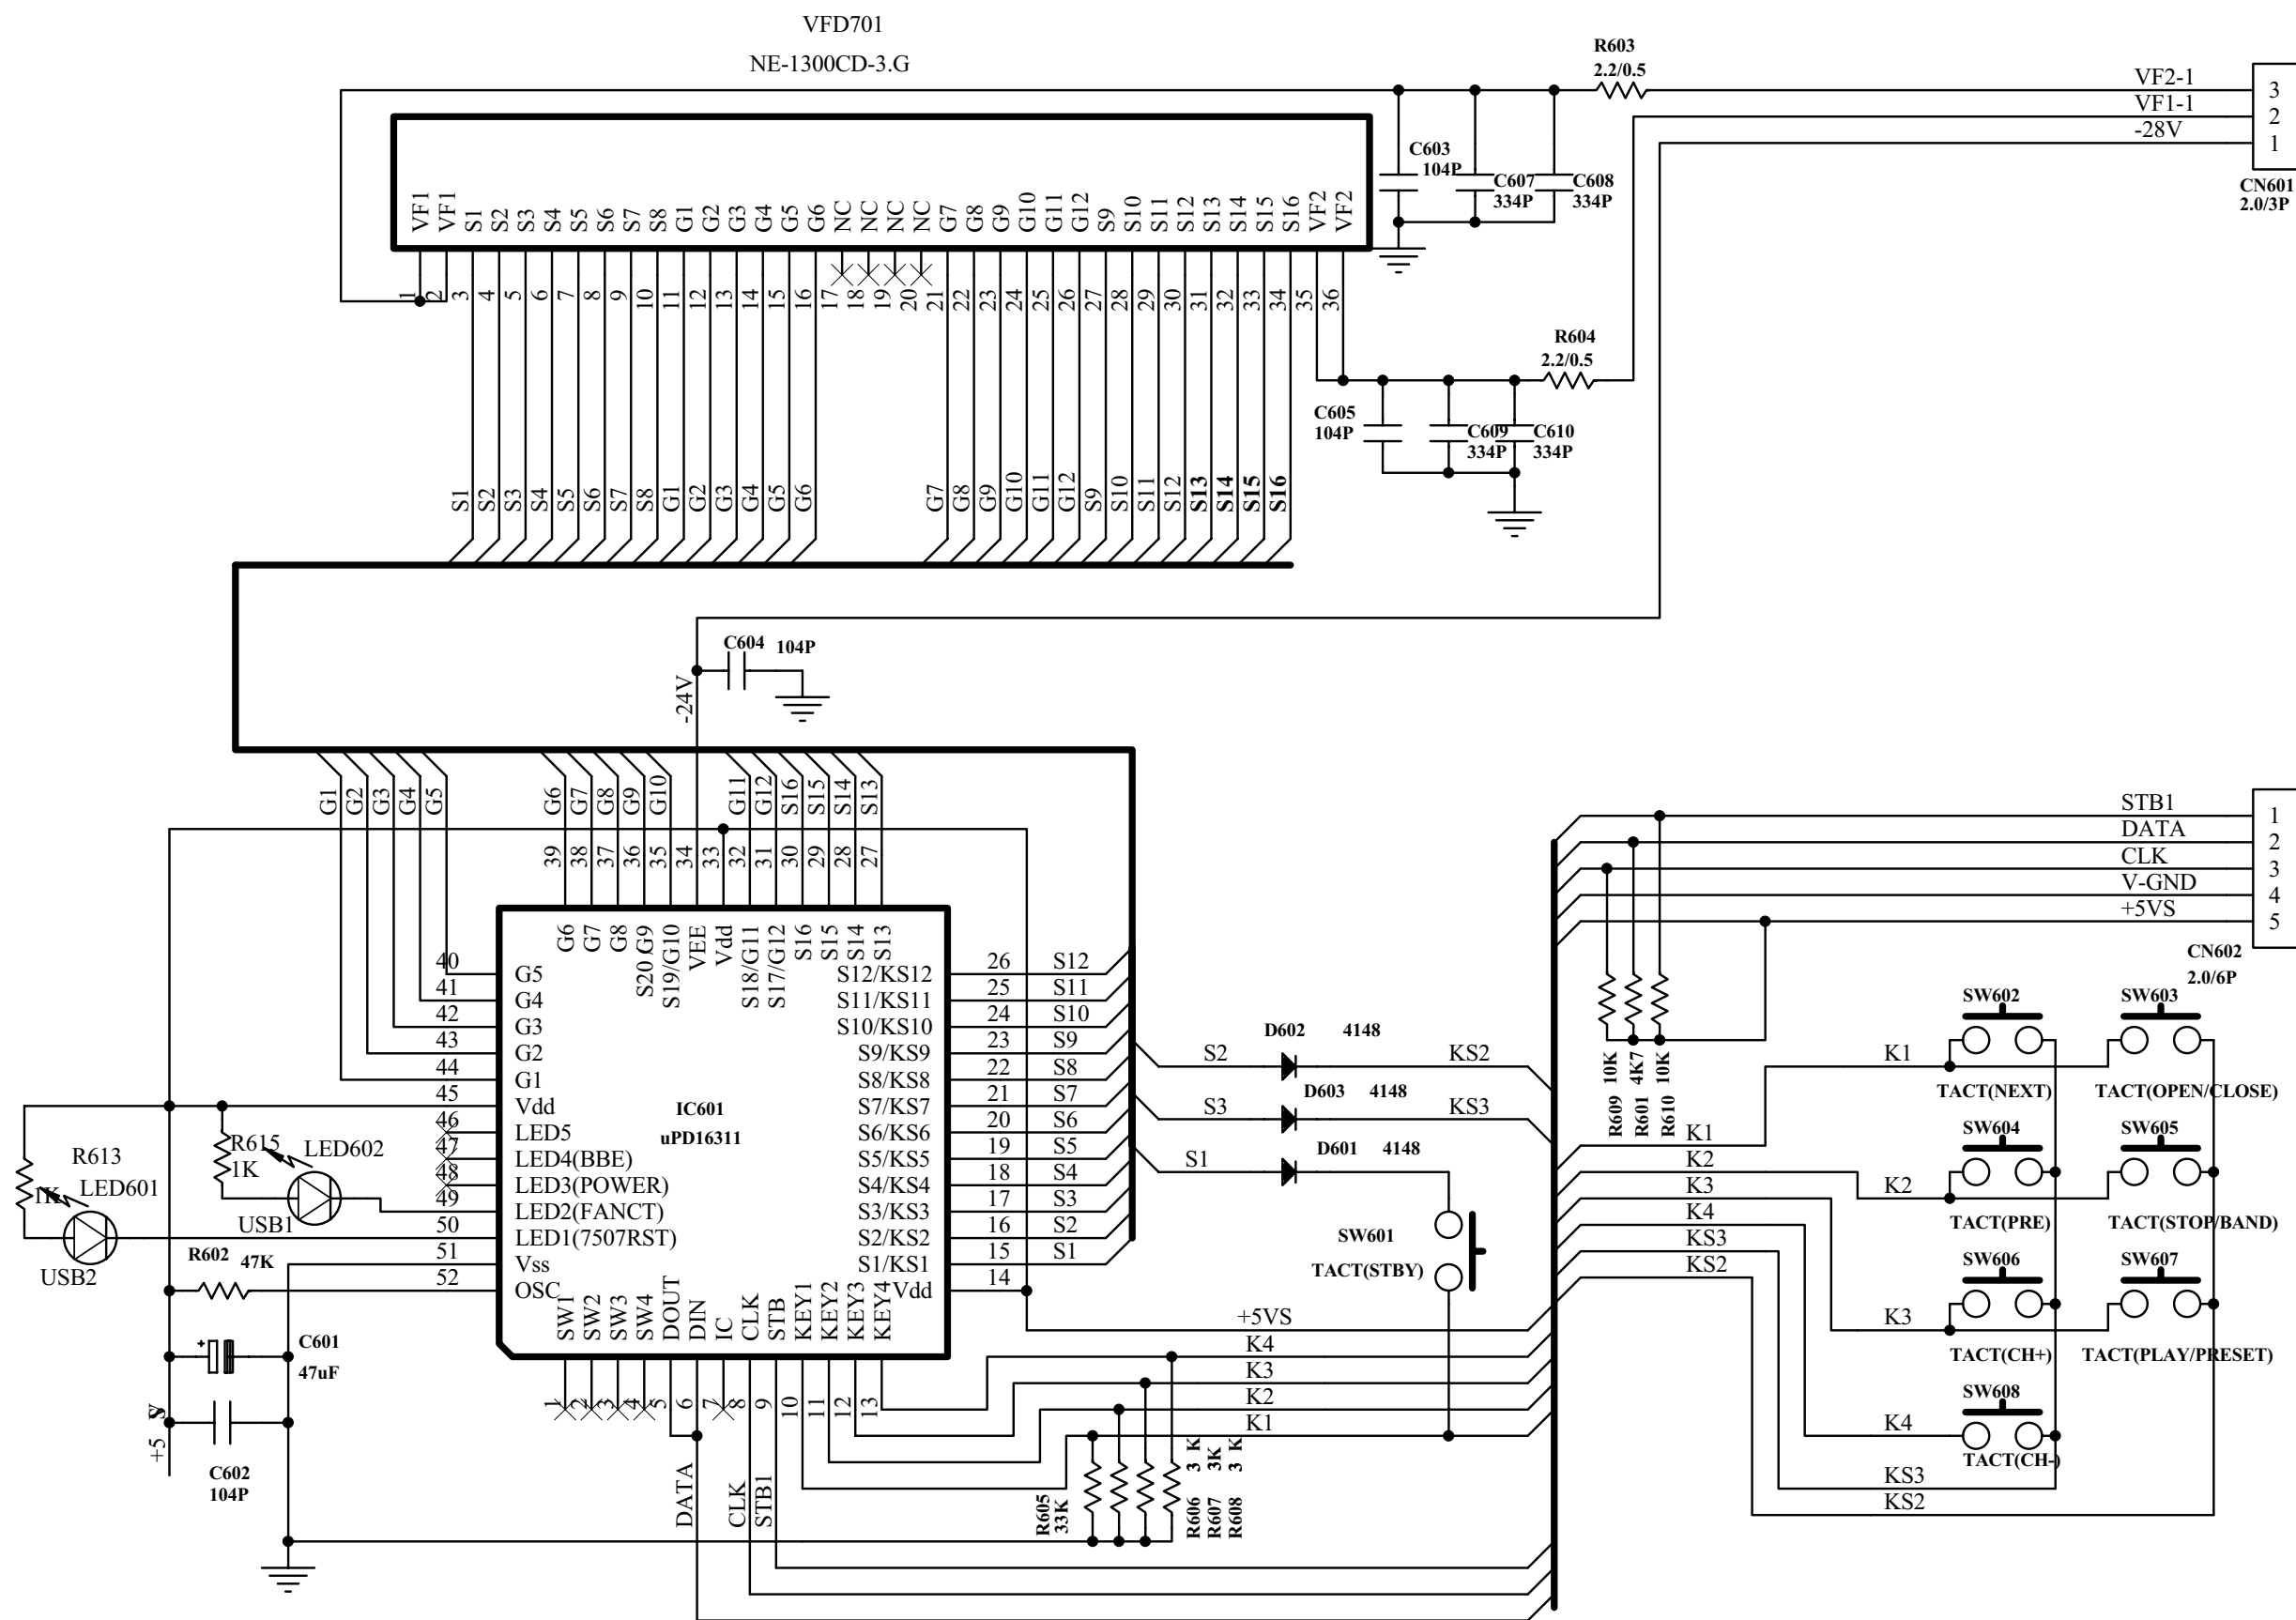 VFD701
NE-1300CD-3.G
R603
2.2/0.5
VF2-1
VF1-1
-28V
3
2
1
CN601
2.0/3P
C603
104P
C607
334P
C608
334P
VF1 VF1 S1 S2 S3 S4 S5 S6 S7 S8 G1 G2 G3 G4 G5 G6 NC NC NC NC G7 G8 G9 G10 G11 G12 S9 S10 S11 S12 S13 S14 S15 S16 VF2 VF2
1 2 3 4 5 6 7 8 9 10 11 12 13 14 15 16 17 18 19 20 21 22 23 24 25 26 27 28 29 30 31 32 33 34 35 36
R604
2.2/0.5
C605
104P
C609
334P
C610
334P
S1 S2 S3 S4 S5 S6 S7 S8 G1 G2 G3 G4 G5 G6 G7 G8 G9 G10 G11 G12 S9 S10 S11 S12 S13 S14 S15 S16
C604 104P
-24V
G1 G2 G3 G4 G5 G6 G7 G8 G9 G10 G11 G12 S16 S15 S14 S13
39 38 37 36 35 34 33 32 31 30 29 28 27
G6 G7 G8 S20 G9 S19/G10 VEE Vdd S18/G11 S17/G12 S16 S15 S14 S13
40 G5
41 G4
42 G3
43 G2
44 G1
45 Vdd
46 LED5
47 LED4(BBE)
48 LED3(POWER)
49 LED2(FANCT)
50 LED1(7507RST)
51 Vss
52 OSC
IC601
uPD16311
S12/KS12 26 S12
S11/KS11 25 S11
S10/KS10 24 S10
S9/KS9 23 S9
S8/KS8 22 S8
S7/KS7 21 S7
S6/KS6 20 S6
S5/KS5 19 S5
S4/KS4 18 S4
S3/KS3 17 S3
S2/KS2 16 S2
S1/KS1 15 S1
Vdd 14
SW1 SW2 SW3 SW4 DOUT DIN IC CLK STB KEY1 KEY2 KEY3 KEY4
1 2 3 4 5 6 7 8 9 10 11 12 13
R613
1K
LED601
USB2
R615
1K
LED602
USB1
R602 47K
C601
47uF
C602
104P
+5 V
DATA
CLK
STB1
S2 D602 4148 KS2
S3 D603 4148 KS3
S1 D601 4148
SW601
TACT(STBY)
+5VS
K4
K3
K2
K1
R605
33K
R606 3 K
R607 3K
R608 3 K
STB1 1
DATA 2
CLK 3
V-GND 4
+5VS 5
CN602
2.0/6P
R609 10K
R601 4K7
R610 10K
K1
K2
K3
K4
KS3
KS2
K1
K2
K3
K4
KS3
KS2
SW602
TACT(NEXT)
SW603
TACT(OPEN/CLOSE)
SW604
TACT(PRE)
SW605
TACT(STOP/BAND)
SW606
TACT(CH+)
SW607
TACT(PLAY/PRESET)
SW608
TACT(CH-)